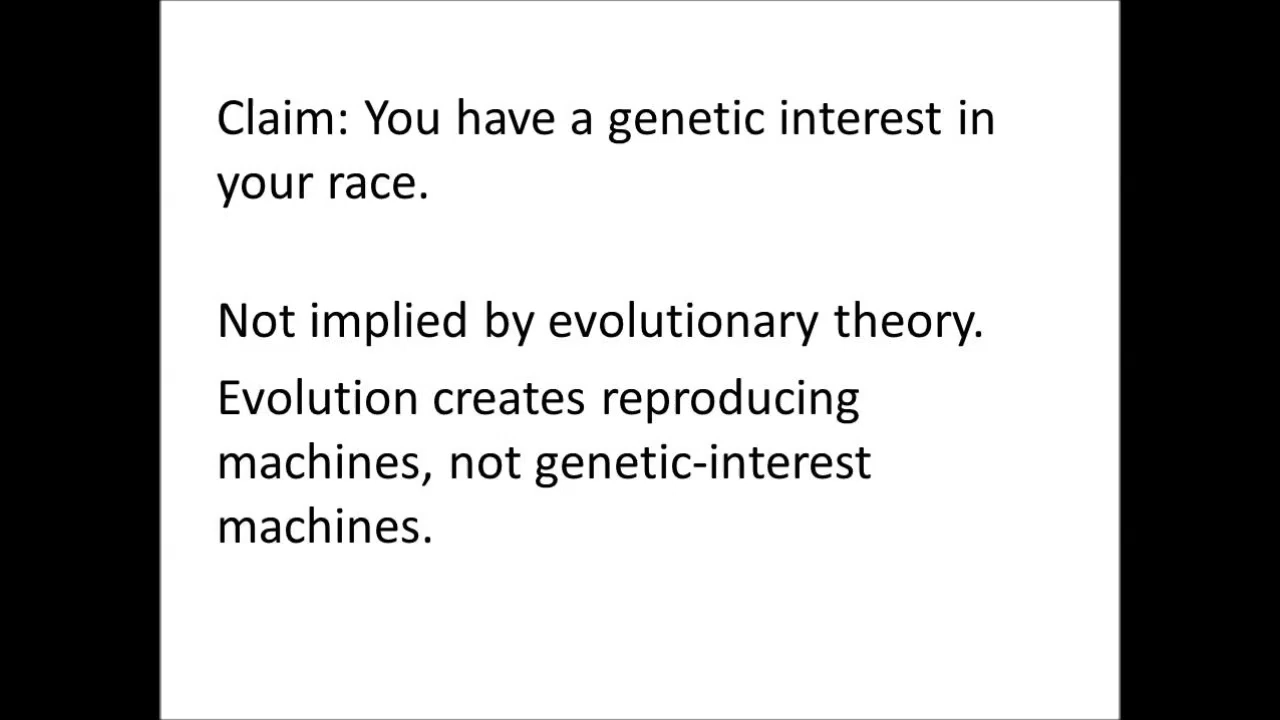 Claim: You have a genetic interest in
your race.
Not implied by evolutionary theory.
Evolution creates reproducing
machines, not genetic-interest
machines.